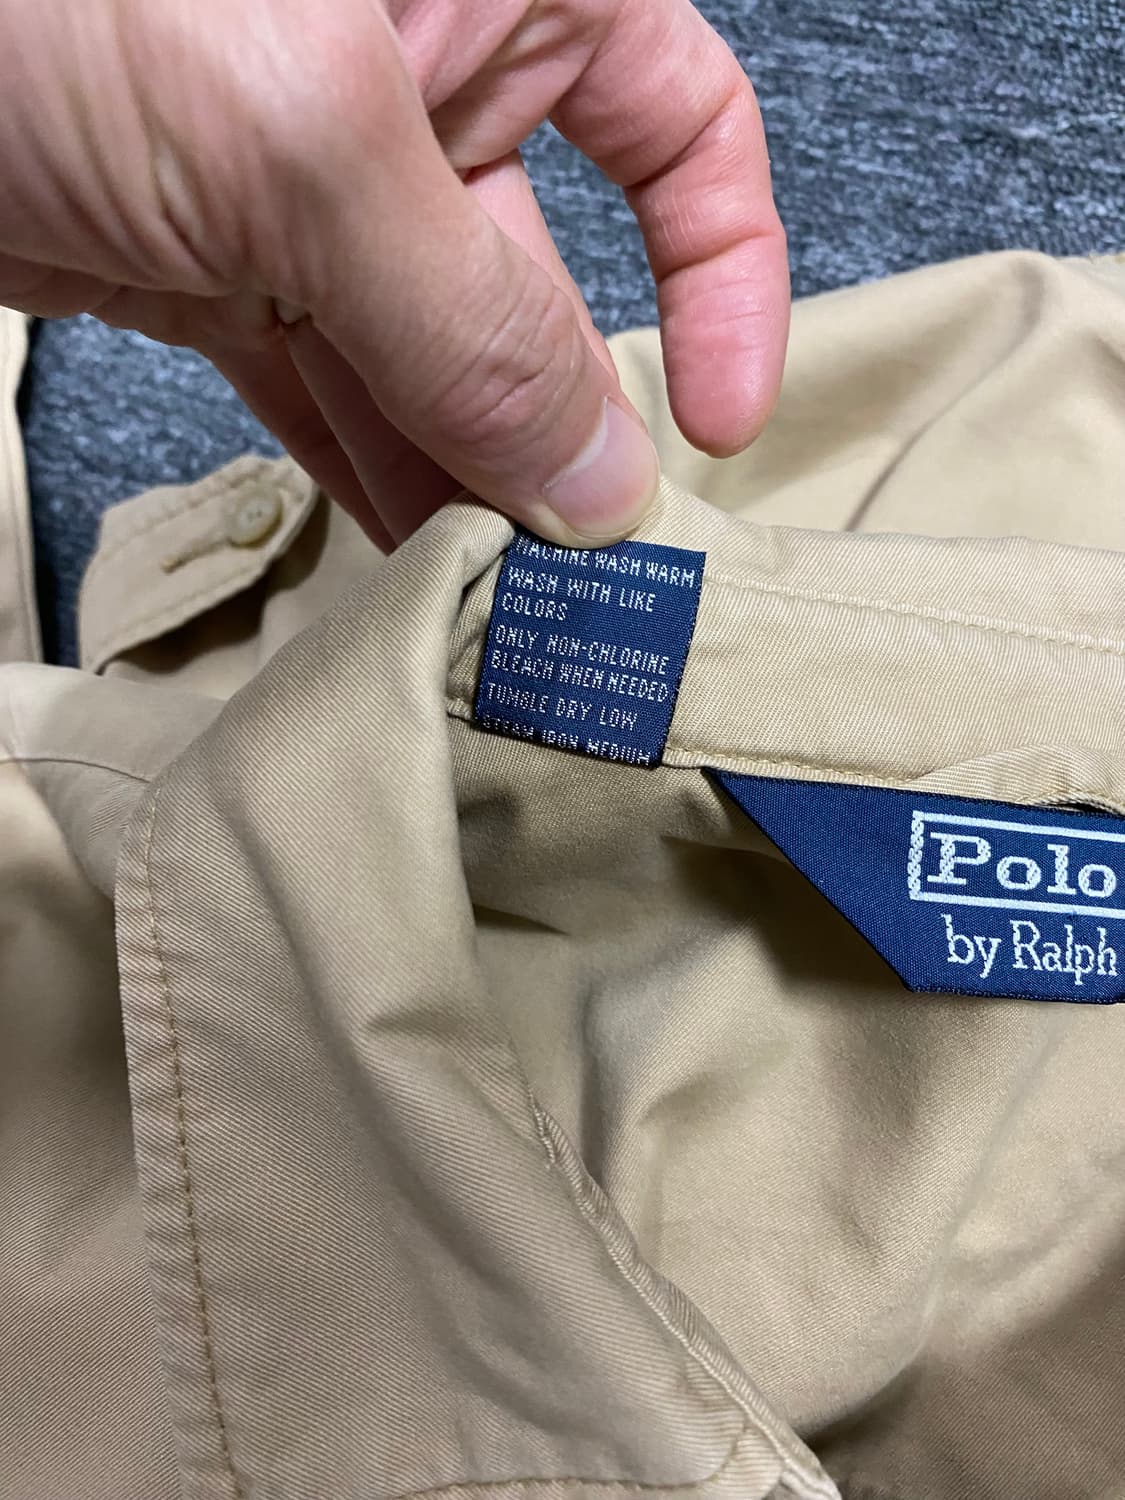 MACHINE WASH WARM
WASH WITH LIKE
COLORS
ONLY NON-CHLORINE
BLEACH WHEN NEEDED
TUMBLE DRY LOW
STEAM IRON MEDIUM
Polo
by Ralph